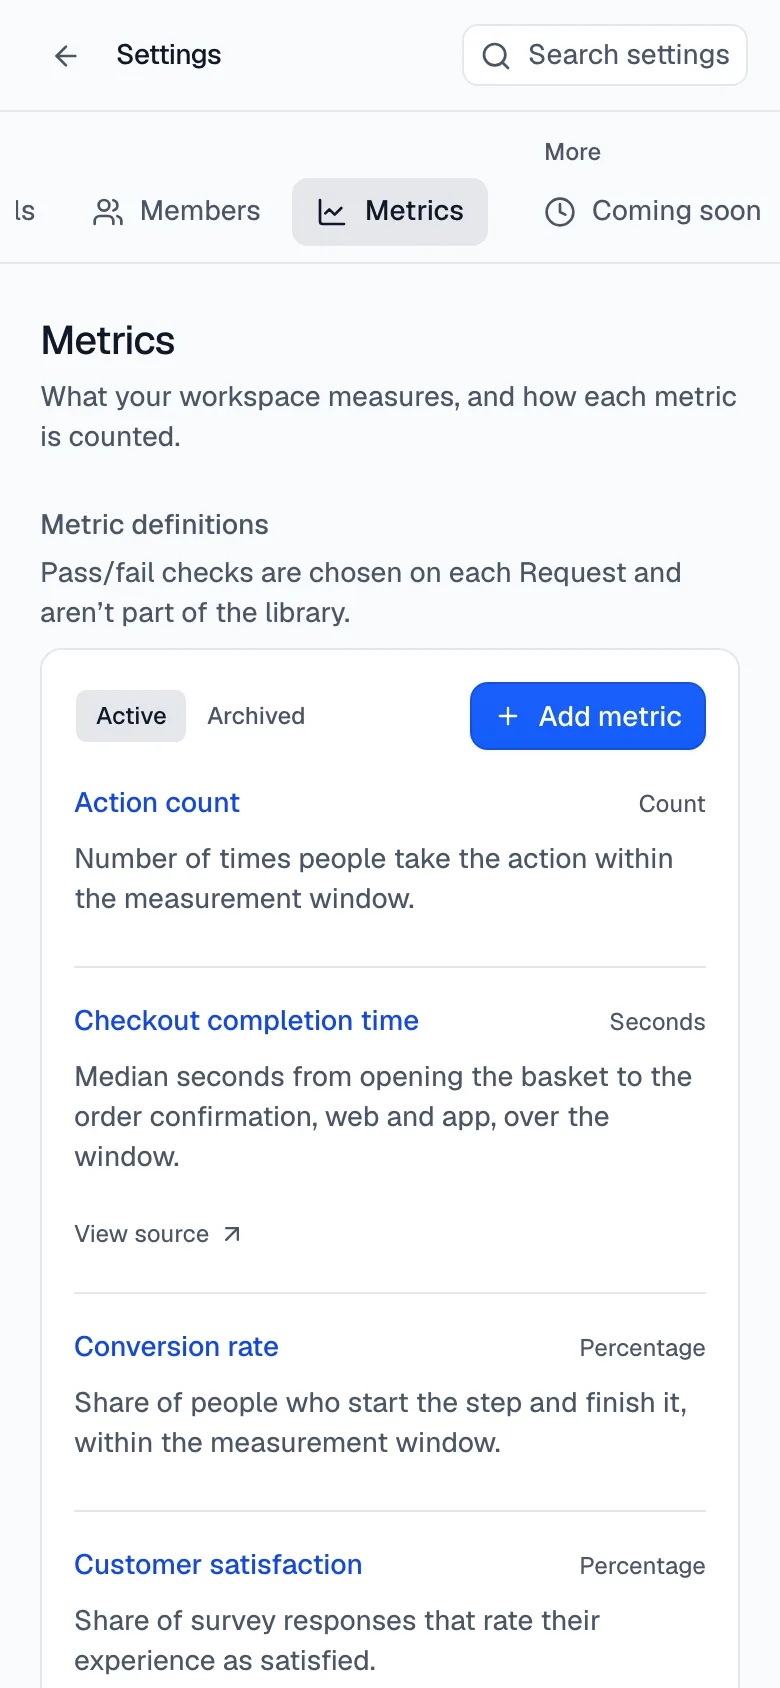 Settings
Search settings
More
ls
Members
Metrics
Coming soon
Metrics
What your workspace measures, and how each metric
is counted.
Metric definitions
Pass/fail checks are chosen on each Request and
aren’t part of the library.
Active
Archived
Add metric
Action count
Count
Number of times people take the action within
the measurement window.
Checkout completion time
Seconds
Median seconds from opening the basket to the
order confirmation, web and app, over the
window.
View source
Conversion rate
Percentage
Share of people who start the step and finish it,
within the measurement window.
Customer satisfaction
Percentage
Share of survey responses that rate their
experience as satisfied.